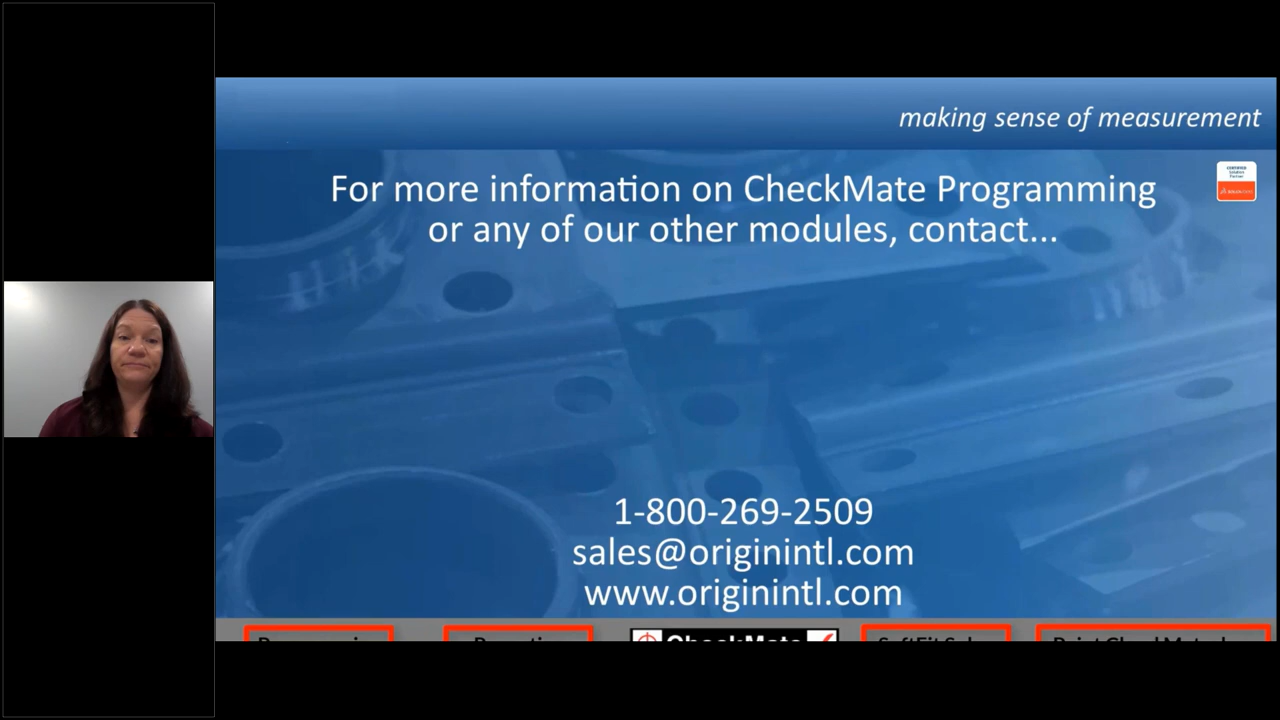 making sense of measurement
For more information on CheckMate Programming
or any of our other modules, contact...
1-800-269-2509
sales@originintl.com
www.originintl.com
CheckMate